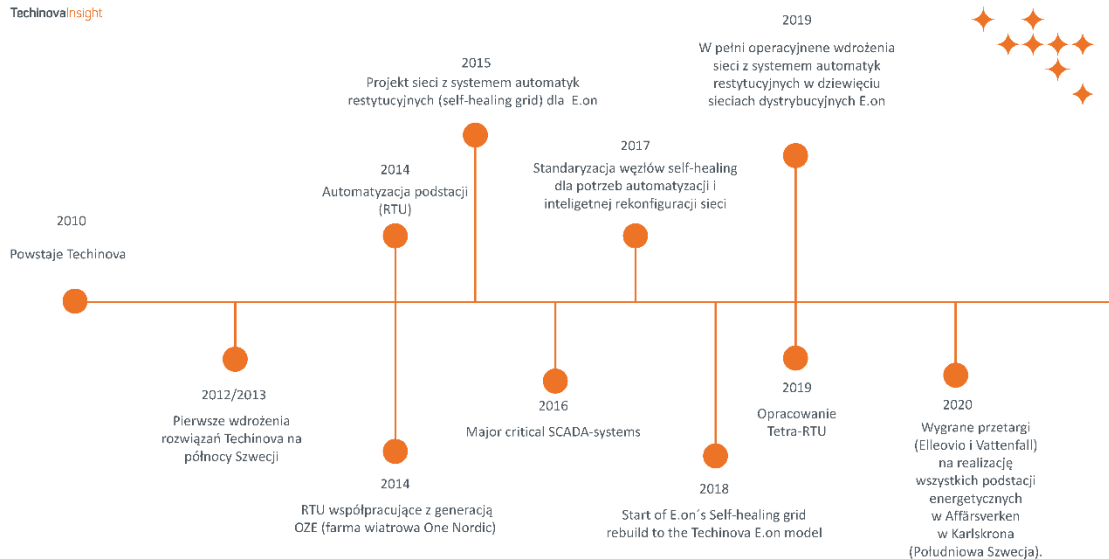 TechinovaInsight
2010
Powstaje Techinova
2012/2013
Pierwsze wdrożenia
rozwiązań Techinova na
północy Szwecji
2014
Automatyzacja podstacji
(RTU)
2014
RTU współpracujące z generacją
OZE (farma wiatrowa One Nordic)
2015
Projekt sieci z systemem automatyk
restytucyjnych (self-healing grid) dla E.on
2016
Major critical SCADA-systems
2017
Standaryzacja węzłów self-healing
dla potrzeb automatyzacji i
inteligetnej rekonfiguracji sieci
2018
Start of E.on´s Self-healing grid
rebuild to the Techinova E.on model
2019
W pełni operacyjnene wdrożenia
sieci z systemem automatyk
restytucyjnych w dziewięciu
sieciach dystrybucyjnych E.on
2019
Opracowanie
Tetra-RTU
2020
Wygrane przetargi
(Elleovio i Vattenfall)
na realizację
wszystkich podstacji
energetycznych
w Affärsverken
w Karlskrona
(Południowa Szwecja).